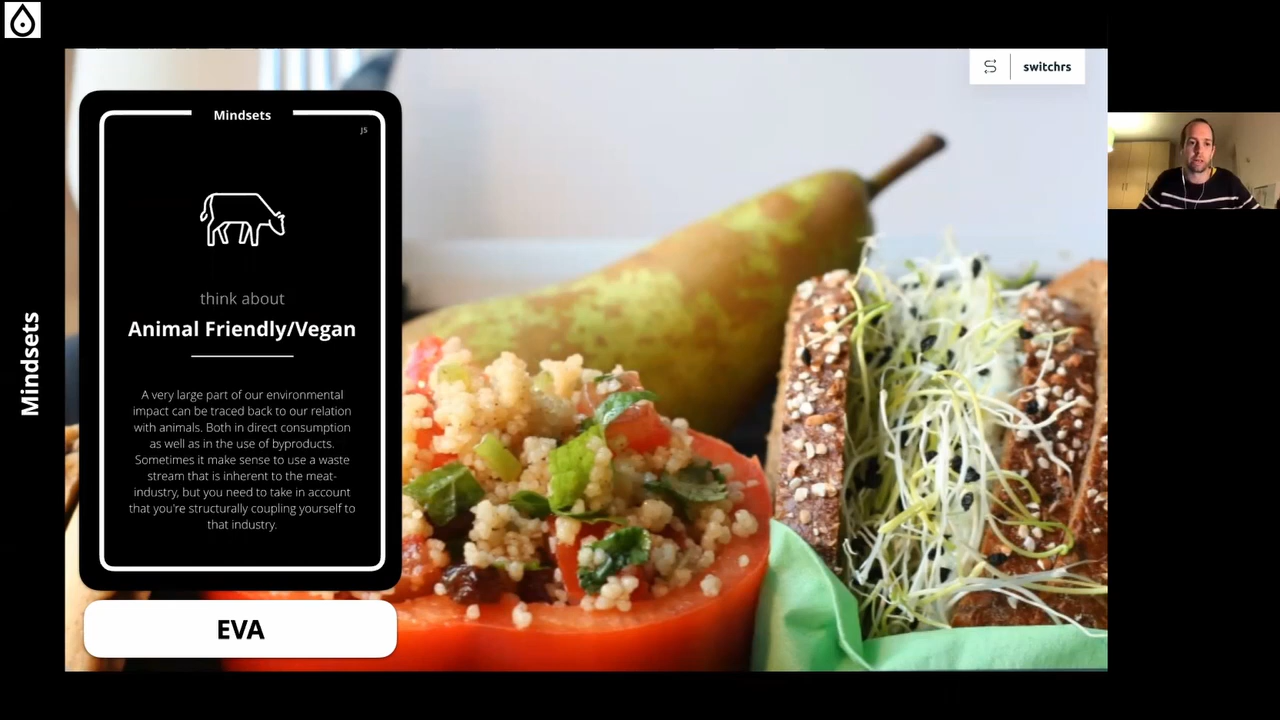 switchrs
Mindsets
J5
think about
Animal Friendly/Vegan
A very large part of our environmental
impact can be traced back to our relation
with animals. Both in direct consumption
as well as in the use of byproducts.
Sometimes it make sense to use a waste
stream that is inherent to the meat-
industry, but you need to take in account
that you're structurally coupling yourself to
that industry.
EVA
Mindsets